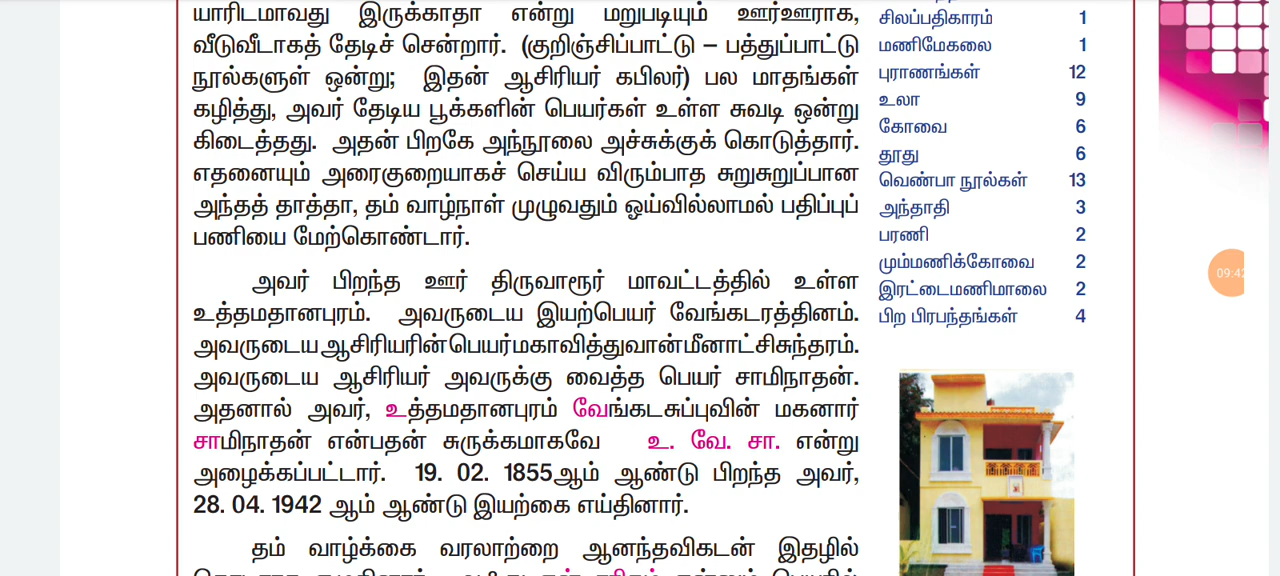 யாரிடமாவது இருக்காதா என்று மறுபடியும் ஊர்ஊராக,
வீடுவீடாகத் தேடிச் சென்றார். (குறிஞ்சிப்பாட்டு – பத்துப்பாட்டு
நூல்களுள் ஒன்று; இதன் ஆசிரியர் கபிலர்) பல மாதங்கள்
கழித்து, அவர் தேடிய பூக்களின் பெயர்கள் உள்ள சுவடி ஒன்று
கிடைத்தது. அதன் பிறகே அந்நூலை அச்சுக்குக் கொடுத்தார்.
எதனையும் அரைகுறையாகச் செய்ய விரும்பாத சுறுசுறுப்பான
அந்தத் தாத்தா, தம் வாழ்நாள் முழுவதும் ஓய்வில்லாமல் பதிப்புப்
பணியை மேற்கொண்டார்.
அவர் பிறந்த ஊர் திருவாரூர் மாவட்டத்தில் உள்ள
உத்தமதானபுரம். அவருடைய இயற்பெயர் வேங்கடரத்தினம்.
அவருடைய ஆசிரியரின் பெயர் மகாவித்துவான் மீனாட்சிசுந்தரம்.
அவருடைய ஆசிரியர் அவருக்கு வைத்த பெயர் சாமிநாதன்.
அதனால் அவர், உத்தமதானபுரம் வேங்கடசுப்புவின் மகனார்
சாமிநாதன் என்பதன் சுருக்கமாகவே உ. வே. சா. என்று
அழைக்கப்பட்டார். 19. 02. 1855ஆம் ஆண்டு பிறந்த அவர்,
28. 04. 1942 ஆம் ஆண்டு இயற்கை எய்தினார்.
தம் வாழ்க்கை வரலாற்றை ஆனந்தவிகடன் இதழில்
சிலப்பதிகாரம் 1
மணிமேகலை 1
புராணங்கள் 12
உலா 9
கோவை 6
தூது 6
வெண்பா நூல்கள் 13
அந்தாதி 3
பரணி 2
மும்மணிக்கோவை 2
இரட்டைமணிமாலை 2
பிற பிரபந்தங்கள் 4